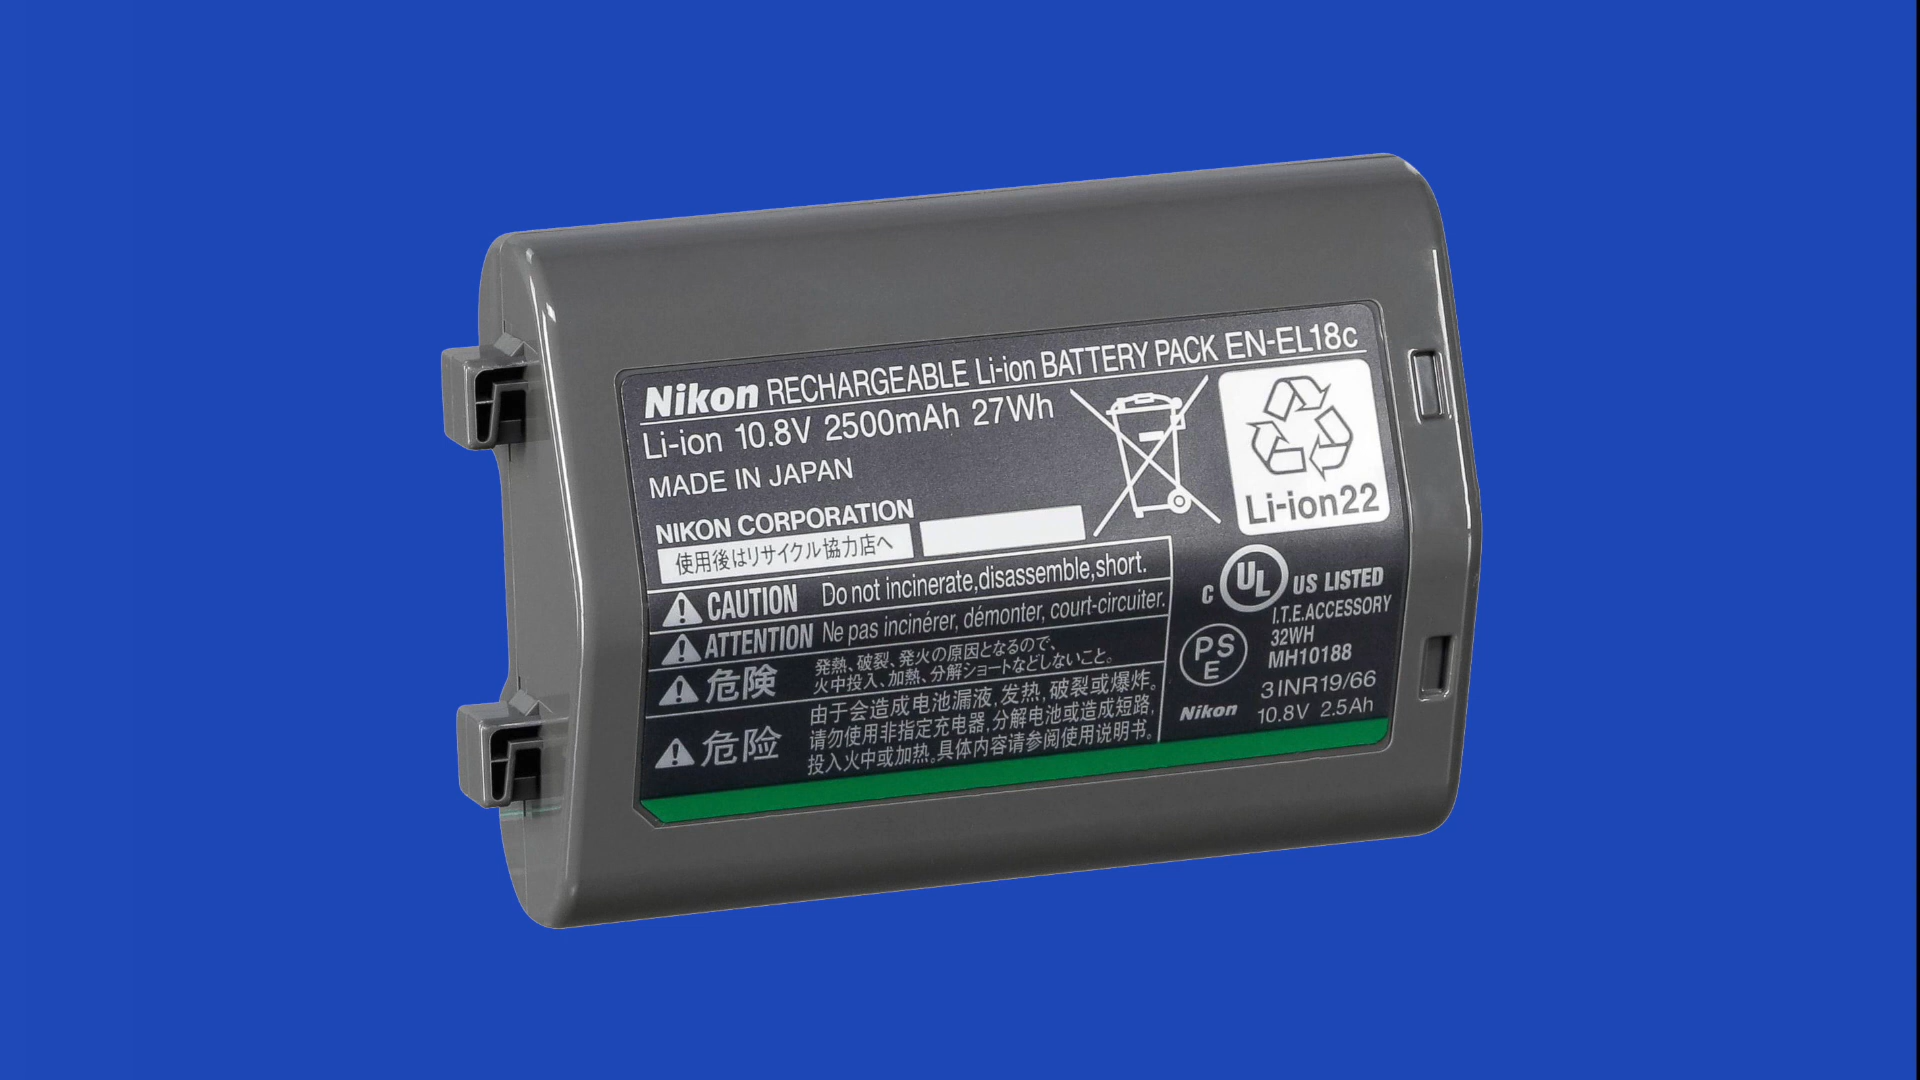 Nikon RECHARGEABLE Li-ion BATTERY PACK EN-EL18c
Li-ion 10.8V 2500mAh 27Wh
MADE IN JAPAN
NIKON CORPORATION
使用後はリサイクル協力店へ
Li-ion22
CAUTION Do not incinerate,disassemble,short.
ATTENTION Ne pas incinérer, démonter, court-circuiter.
危険 発熱、破裂、発火の原因となるので、
火中投入、加熱、分解ショートなどしないこと。
危险 由于会造成电池漏液,发热,破裂或爆炸。
请勿使用非指定充电器,分解电池或造成短路,
投入火中或加热。具体内容请参阅使用说明书。
C UL US LISTED
I.T.E.ACCESSORY
32WH
MH10188
PS
E
3INR19/66
Nikon 10.8V 2.5Ah